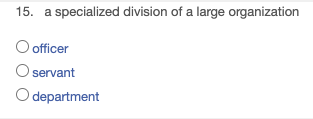 15. a specialized division of a large organization
officer
servant
department